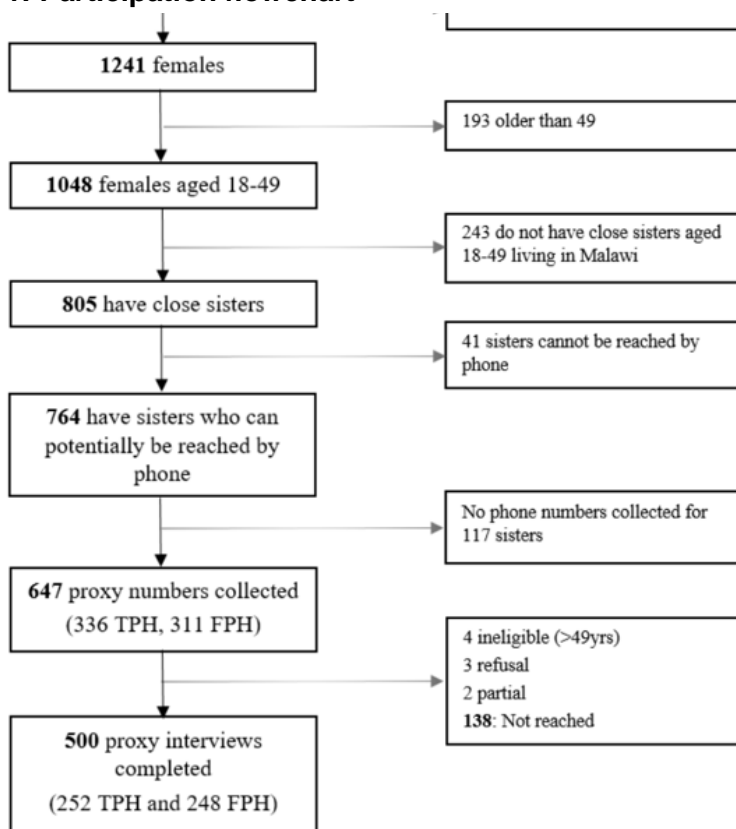 1241 females
193 older than 49
1048 females aged 18-49
243 do not have close sisters aged
18-49 living in Malawi
805 have close sisters
41 sisters cannot be reached by
phone
764 have sisters who can
potentially be reached by
phone
No phone numbers collected for
117 sisters
647 proxy numbers collected
(336 TPH, 311 FPH)
4 ineligible (>49yrs)
3 refusal
2 partial
138: Not reached
500 proxy interviews
completed
(252 TPH and 248 FPH)